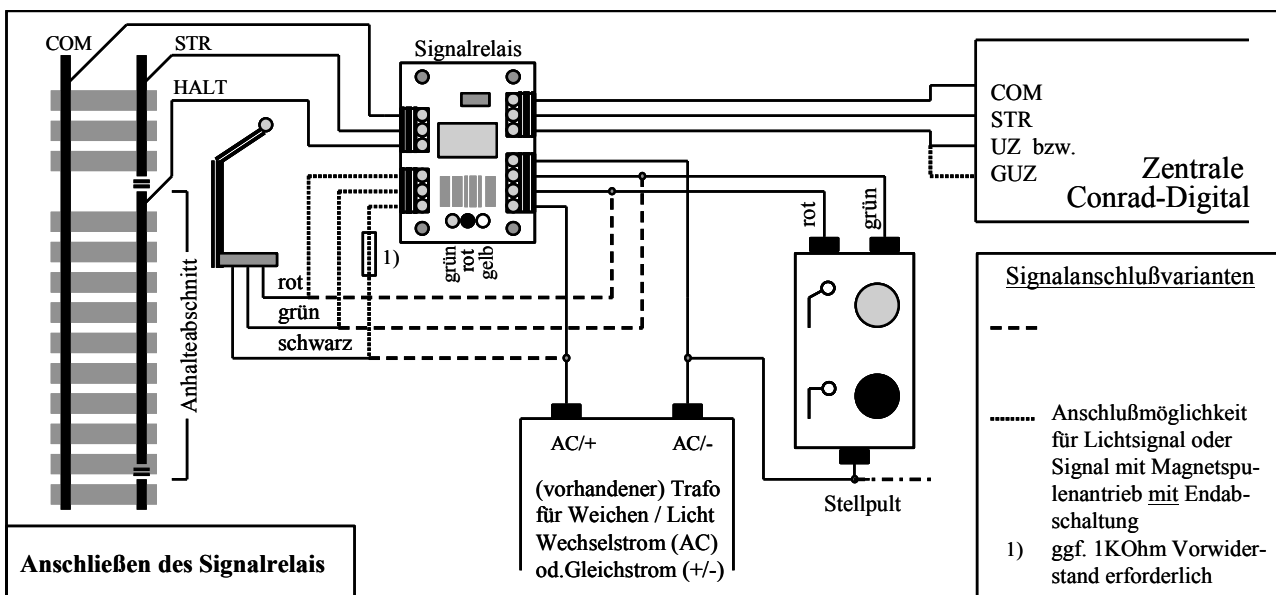 COM
STR
HALT
Signalrelais
Anhalteabschnitt
rot
grün
schwarz
1)
grün
rot
gelb
COM
STR
UZ bzw.
GUZ
Zentrale
Conrad-Digital
rot
grün
Stellpult
AC/+
AC/-
(vorhandener) Trafo
für Weichen / Licht
Wechselstrom (AC)
od.Gleichstrom (+/-)
Signalanschlußvarianten
Anschlußmöglichkeit
für Lichtsignal oder
Signal mit Magnetspu-
lenantrieb mit Endab-
schaltung
1) ggf. 1KOhm Vorwider-
stand erforderlich
Anschließen des Signalrelais